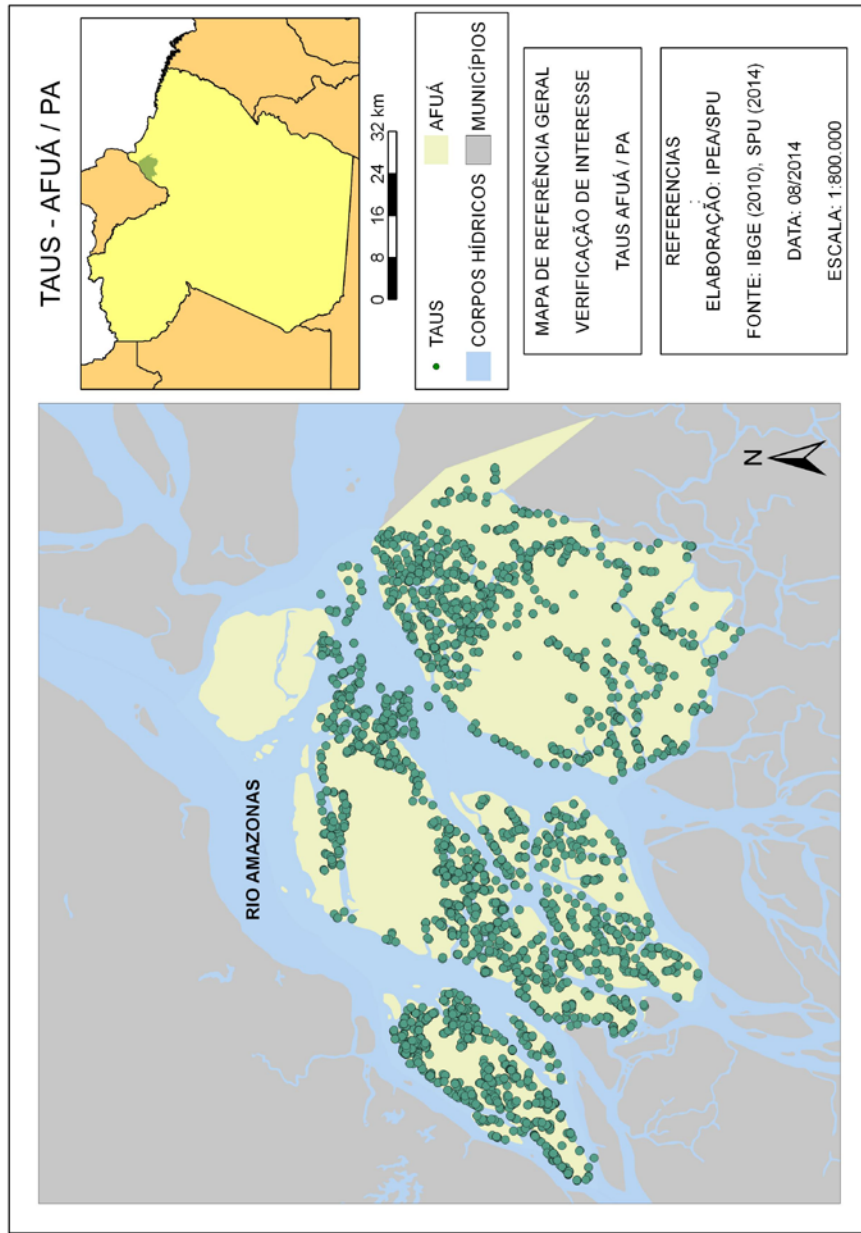 TAUS - AFUÁ / PA
RIO AMAZONAS
N
0 8 16 24 32 km
TAUS
AFUÁ
CORPOS HÍDRICOS
MUNICÍPIOS
MAPA DE REFERÊNCIA GERAL
VERIFICAÇÃO DE INTERESSE
TAUS AFUÁ / PA
REFERENCIAS
ELABORAÇÃO: IPEA/SPU
FONTE: IBGE (2010), SPU (2014)
DATA: 08/2014
ESCALA: 1:800.000